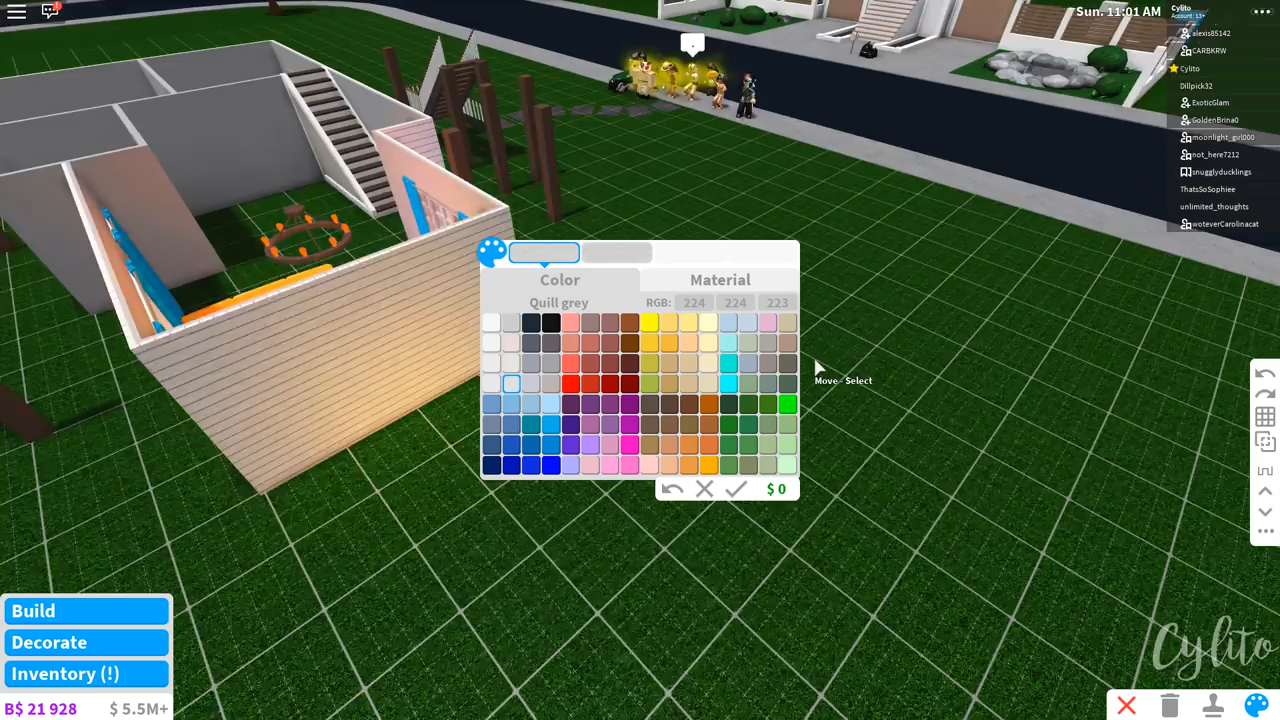 Sun. 11:01 AM
Cylito
Account: 13+
alexis85142
CARBKRW
Cylito
Dillpick32
ExoticGlam
GoldenBrina0
moonlight_girl000
not_here7212
snugglyducklings
ThatsSoSophiee
unlimited_thoughts
woteverCarolinacat
Color
Material
Quill grey
RGB: 224 224 223
Move - Select
$ 0
Build
Decorate
Inventory (!)
B$ 21 928
$ 5.5M+
Cylito